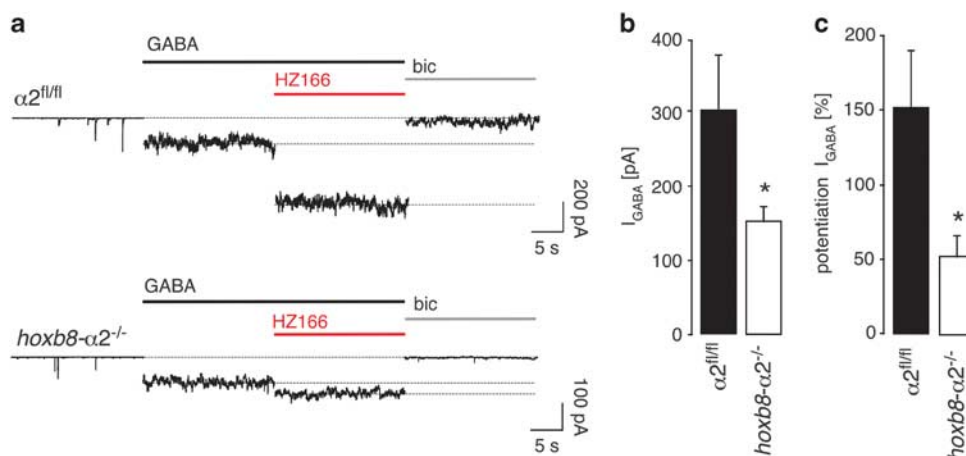 a
GABA
HZ166
bic
α2fl/fl
200 pA
5 s
GABA
HZ166
bic
hoxb8-α2-/-
100 pA
5 s
b
400
300
200
100
0
IGABA [pA]
*
α2fl/fl
hoxb8-α2-/-
c
200
150
100
50
0
potentiation IGABA [%]
*
α2fl/fl
hoxb8-α2-/-